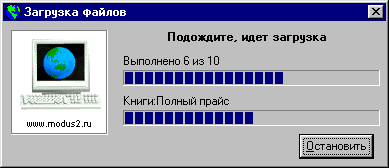 Загрузка файлов
Подождите, идет загрузка
Выполнено 6 из 10
Книги:Полный прайс
www.modus2.ru
Остановить